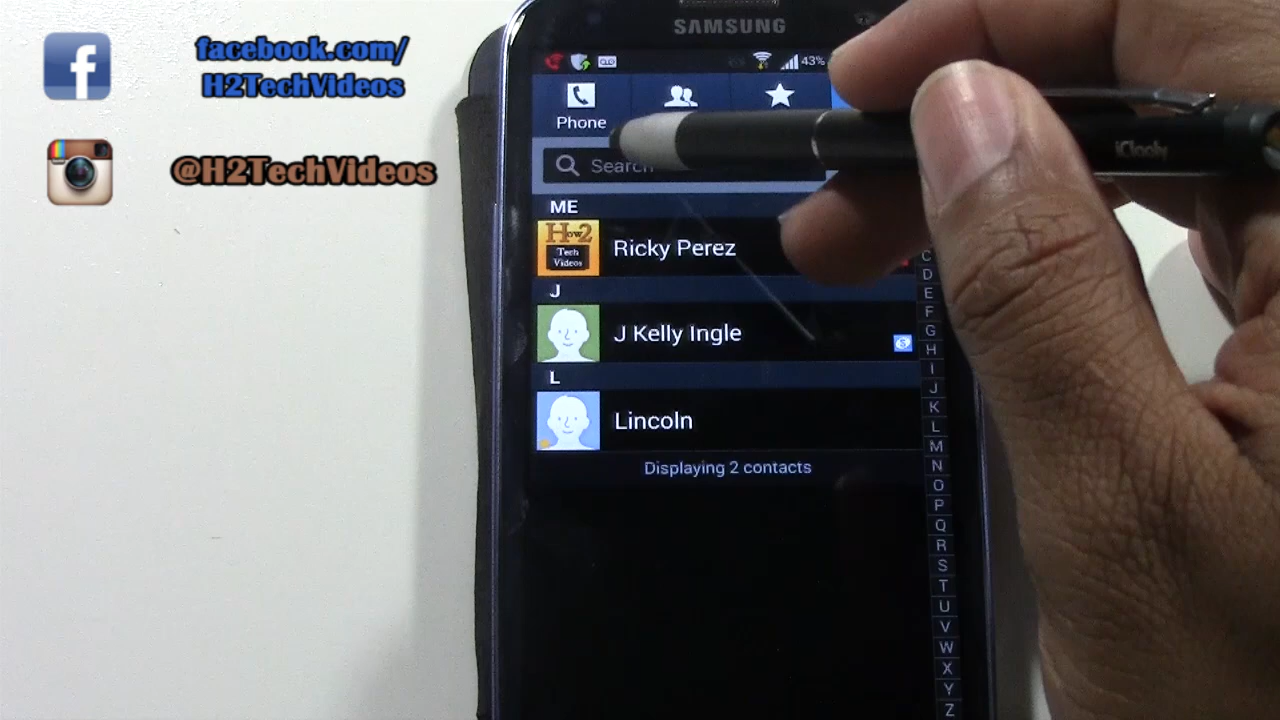 facebook.com/
H2TechVideos
@H2TechVideos
SAMSUNG
43%
Phone
Search
iClooly
ME
How2
Tech
Videos
Ricky Perez
J
J Kelly Ingle
L
Lincoln
Displaying 2 contacts
C
D
E
F
G
H
I
J
K
L
M
N
O
P
Q
R
S
T
U
V
W
X
Y
Z